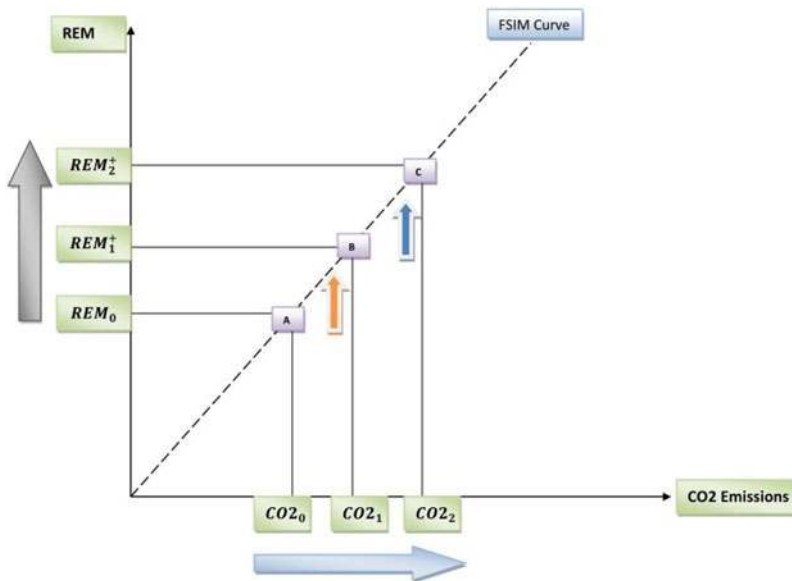 REM
FSIM Curve
REM₂⁺
C
REM₁⁺
B
REM₀
A
CO2 Emissions
CO2₀
CO2₁
CO2₂